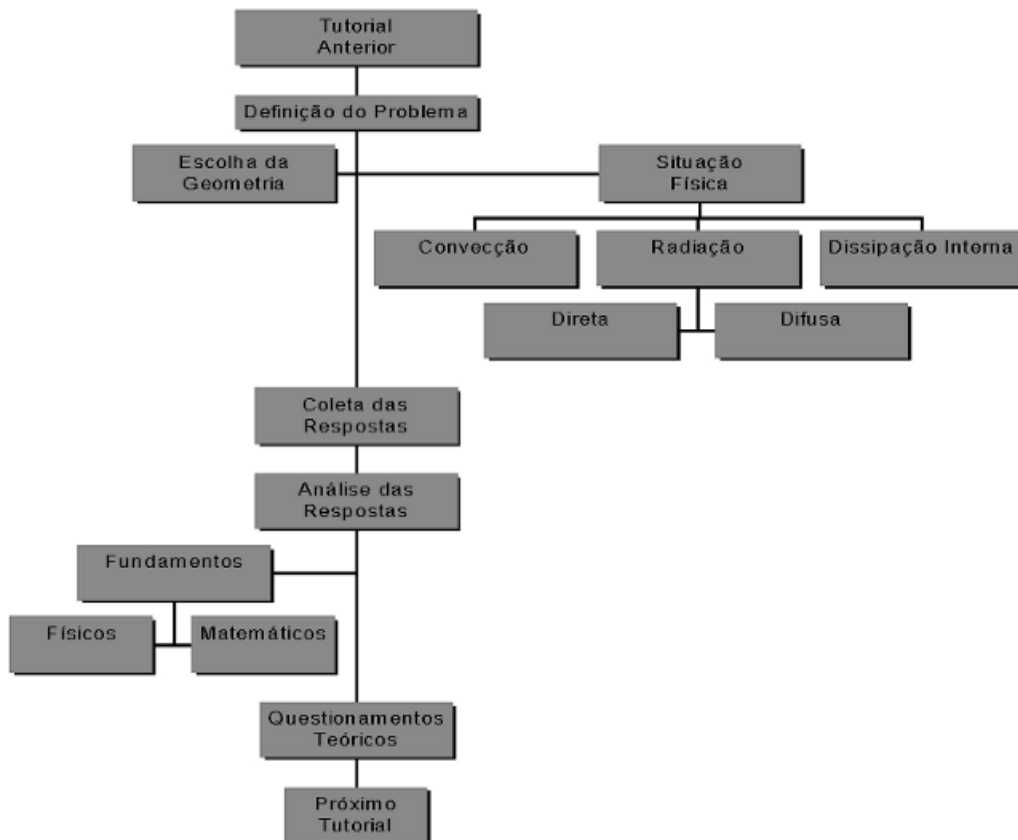 Tutorial
Anterior
Definição do Problema
Escolha da
Geometria
Situação
Física
Convecção
Radiação
Dissipação Interna
Direta
Difusa
Coleta das
Respostas
Análise das
Respostas
Fundamentos
Físicos
Matemáticos
Questionamentos
Teóricos
Próximo
Tutorial